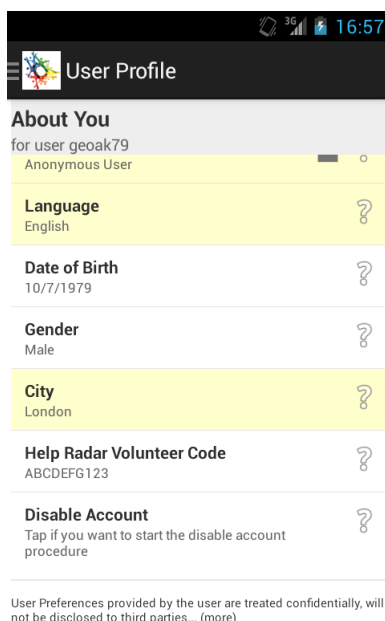 3G 16:57
User Profile
About You
for user geoak79
Anonymous User
Language
English
Date of Birth
10/7/1979
Gender
Male
City
London
Help Radar Volunteer Code
ABCDEFG123
Disable Account
Tap if you want to start the disable account
procedure
User Preferences provided by the user are treated confidentially, will
not be disclosed to third parties... (more)